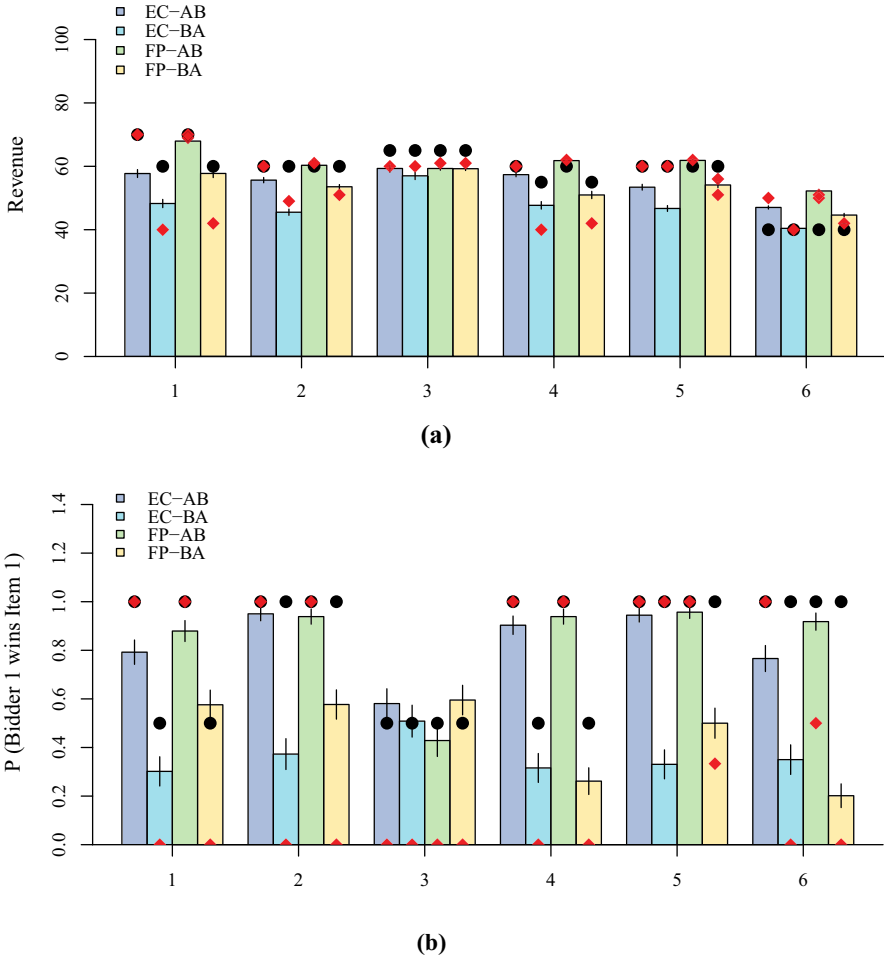 EC−AB
EC−BA
FP−AB
FP−BA
Revenue
100
80
60
40
20
0
1 2 3 4 5 6
(a)
EC−AB
EC−BA
FP−AB
FP−BA
P (Bidder 1 wins Item 1)
1.4
1.2
1.0
0.8
0.6
0.4
0.2
0.0
1 2 3 4 5 6
(b)